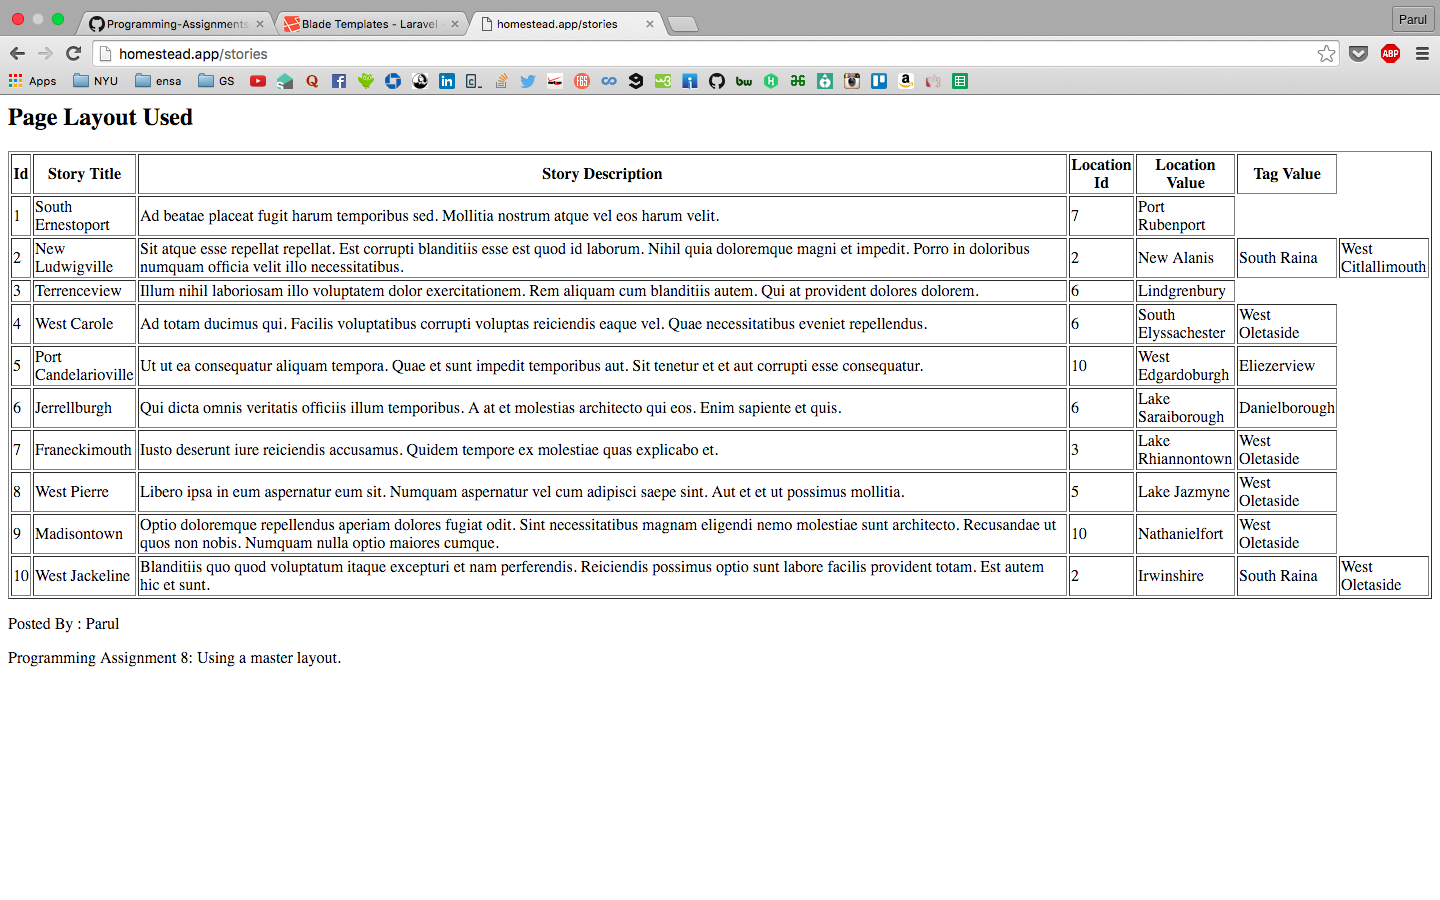 Programming-Assignments
Blade Templates - Laravel
homestead.app/stories
Parul
homestead.app/stories
ABP
Apps
NYU
ensa
GS
Page Layout Used
Id Story Title Story Description Location Id Location Value Tag Value
1 South Ernestoport Ad beatae placeat fugit harum temporibus sed. Mollitia nostrum atque vel eos harum velit. 7 Port Rubenport
2 New Ludwigville Sit atque esse repellat repellat. Est corrupti blanditiis esse est quod id laborum. Nihil quia doloremque magni et impedit. Porro in doloribus numquam officia velit illo necessitatibus. 2 New Alanis South Raina West Citlallimouth
3 Terrenceview Illum nihil laboriosam illo voluptatem dolor exercitationem. Rem aliquam cum blanditiis autem. Qui at provident dolores dolorem. 6 Lindgrenbury
4 West Carole Ad totam ducimus qui. Facilis voluptatibus corrupti voluptas reiciendis eaque vel. Quae necessitatibus eveniet repellendus. 6 South Elyssachester West Oletaside
5 Port Candelarioville Ut ut ea consequatur aliquam tempora. Quae et sunt impedit temporibus aut. Sit tenetur et et aut corrupti esse consequatur. 10 West Edgardoburgh Eliezerview
6 Jerrellburgh Qui dicta omnis veritatis officiis illum temporibus. A at et molestias architecto qui eos. Enim sapiente et quis. 6 Lake Saraiborough Danielborough
7 Franeckimouth Iusto deserunt iure reiciendis accusamus. Quidem tempore ex molestiae quas explicabo et. 3 Lake Rhiannontown West Oletaside
8 West Pierre Libero ipsa in eum aspernatur eum sit. Numquam aspernatur vel cum adipisci saepe sint. Aut et et ut possimus mollitia. 5 Lake Jazmyne West Oletaside
9 Madisontown Optio doloremque repellendus aperiam dolores fugiat odit. Sint necessitatibus magnam eligendi nemo molestiae sunt architecto. Recusandae ut quos non nobis. Numquam nulla optio maiores cumque. 10 Nathanielfort West Oletaside
10 West Jackeline Blanditiis quo quod voluptatum itaque excepturi et nam perferendis. Reiciendis possimus optio sunt labore facilis provident totam. Est autem hic et sunt. 2 Irwinshire South Raina West Oletaside
Posted By : Parul
Programming Assignment 8: Using a master layout.